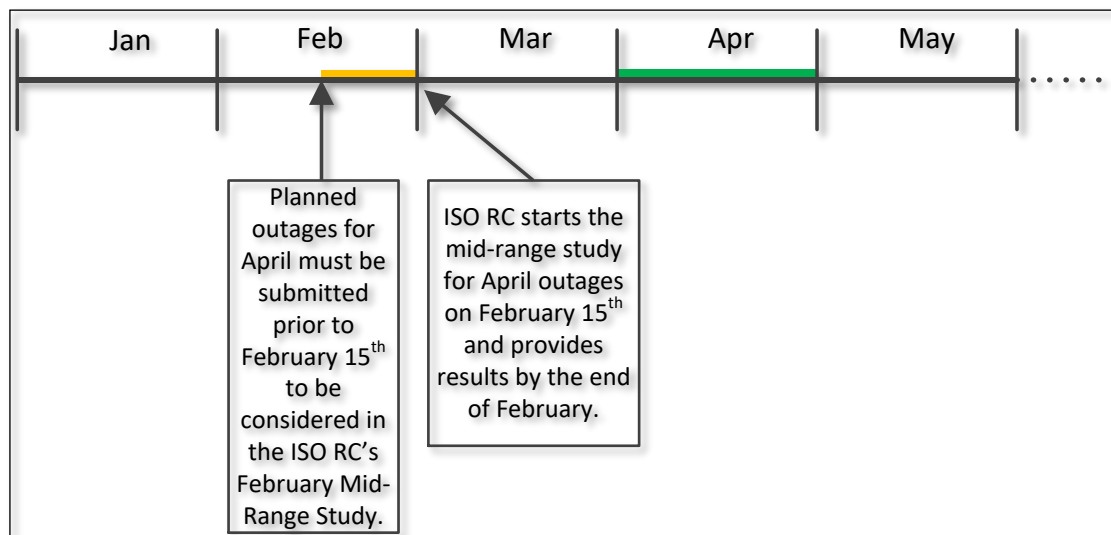 Jan
Feb
Mar
Apr
May
Planned
outages for
April must be
submitted
prior to
February 15th
to be
considered in
the ISO RC’s
February Mid-
Range Study.
ISO RC starts the
mid-range study
for April outages
on February 15th
and provides
results by the end
of February.